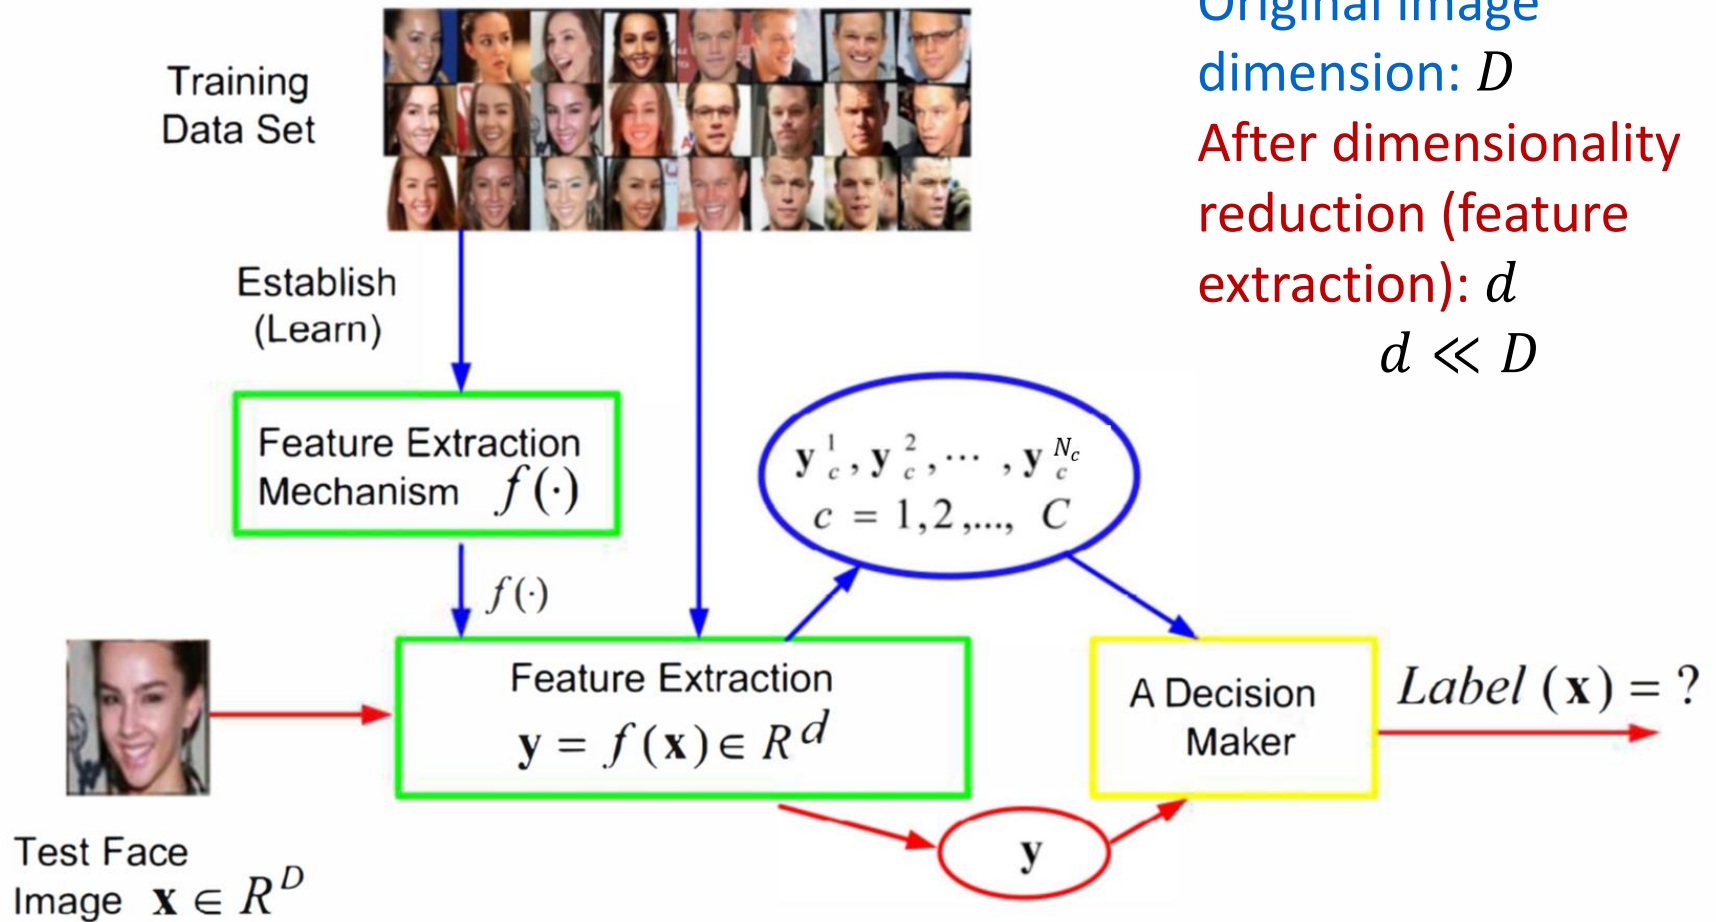 Original image
dimension: D
After dimensionality
reduction (feature
extraction): d
d ≪ D
Training
Data Set
Establish
(Learn)
Feature Extraction
Mechanism f(·)
f(·)
y_c^1, y_c^2, ⋯ , y_c^{N_c}
c = 1,2,..., C
Feature Extraction
y = f(x) ∈ R^d
A Decision
Maker
Label (x) = ?
y
Test Face
Image x ∈ R^D